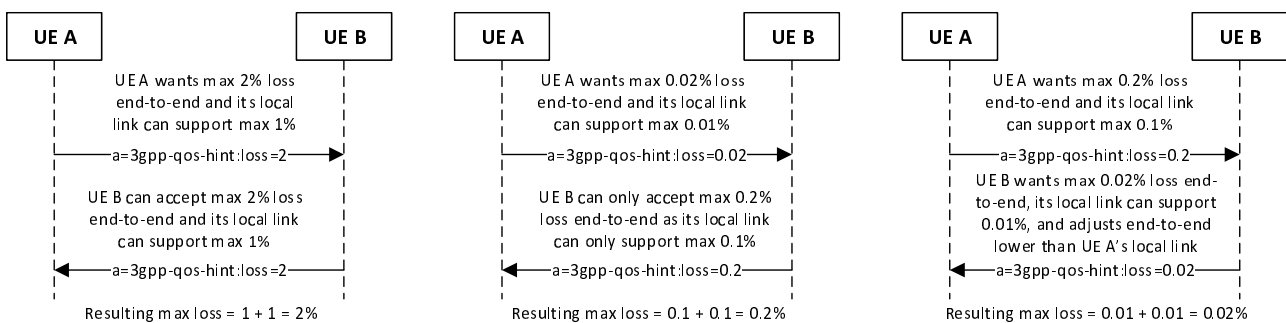 UE A
UE B
UE A wants max 2% loss
end-to-end and its local
link can support max 1%
a=3gpp-qos-hint:loss=2
UE B can accept max 2% loss
end-to-end and its local link
can support max 1%
a=3gpp-qos-hint:loss=2
Resulting max loss = 1 + 1 = 2%
UE A
UE B
UE A wants max 0.02% loss
end-to-end and its local link
can support max 0.01%
a=3gpp-qos-hint:loss=0.02
UE B can only accept max 0.2%
loss end-to-end as its local link
can only support max 0.1%
a=3gpp-qos-hint:loss=0.2
Resulting max loss = 0.1 + 0.1 = 0.2%
UE A
UE B
UE A wants max 0.2% loss
end-to-end and its local link
can support max 0.1%
a=3gpp-qos-hint:loss=0.2
UE B wants max 0.02% loss end-
to-end, its local link can support
0.01%, and adjusts end-to-end
lower than UE A’s local link
a=3gpp-qos-hint:loss=0.02
Resulting max loss = 0.01 + 0.01 = 0.02%